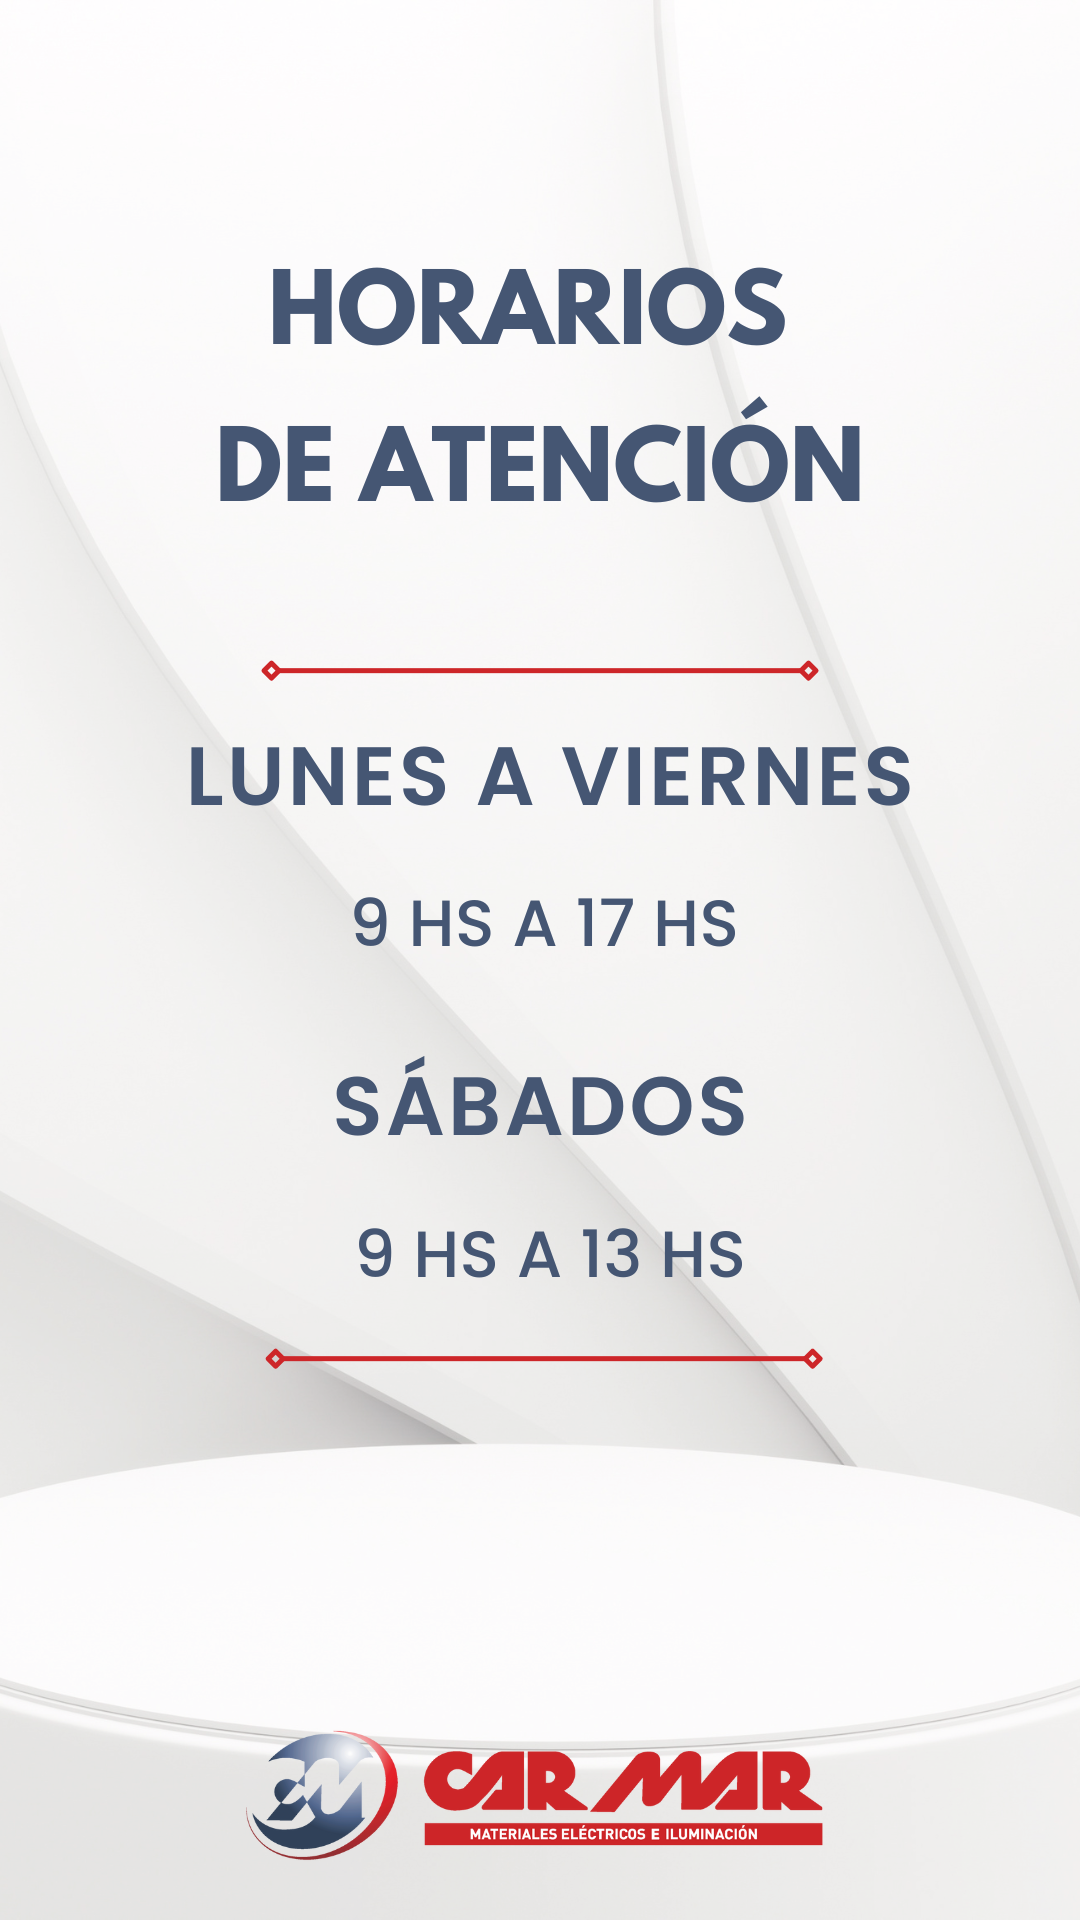 HORARIOS
DE ATENCIÓN
LUNES A VIERNES
9 HS A 17 HS
SÁBADOS
9 HS A 13 HS
CM
CAR MAR
MATERIALES ELÉCTRICOS E ILUMINACIÓN